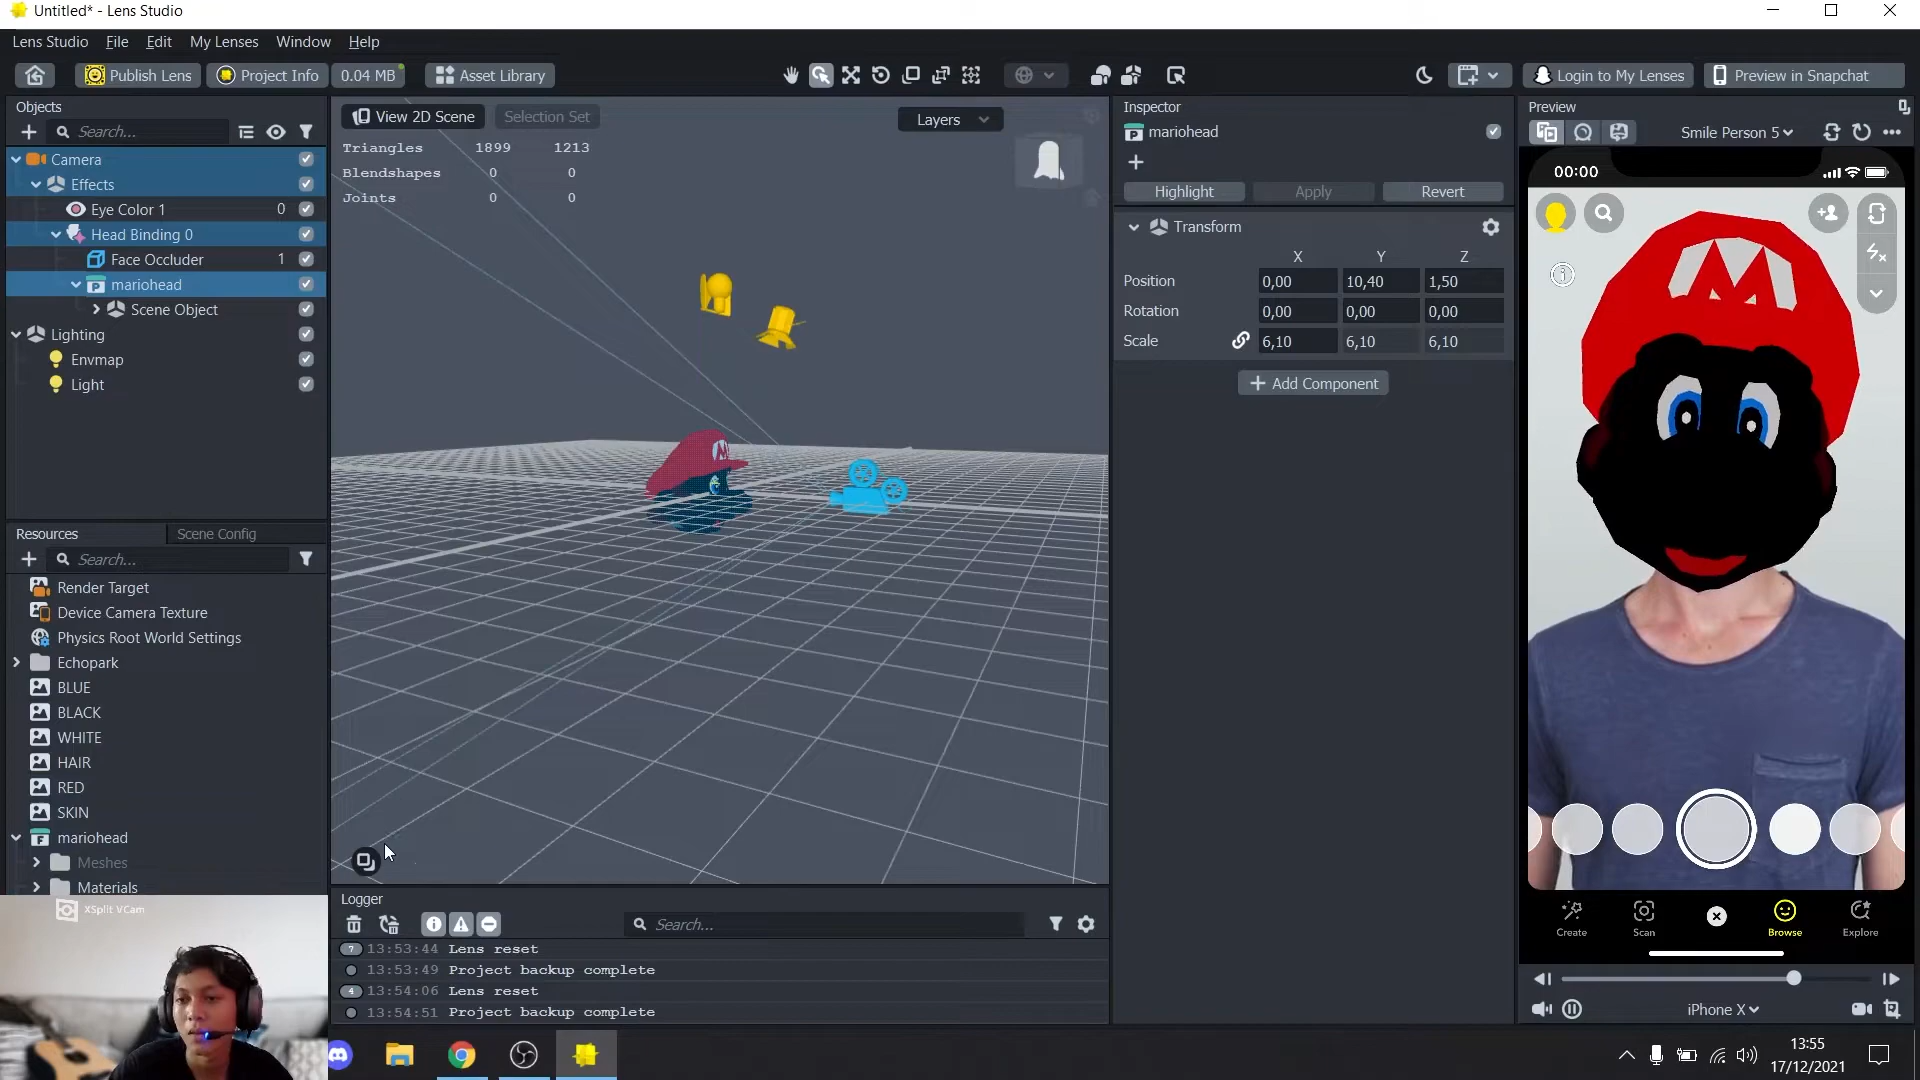 Untitled* - Lens Studio
Lens Studio File Edit My Lenses Window Help
Publish Lens Project Info 0.04 MB Asset Library Login to My Lenses Preview in Snapchat
Objects
Search...
Camera
Effects
Eye Color 1 0
Head Binding 0
Face Occluder 1
mariohead
Scene Object
Lighting
Envmap
Light
Resources Scene Config
Search...
Render Target
Device Camera Texture
Physics Root World Settings
Echopark
BLUE
BLACK
WHITE
HAIR
RED
SKIN
mariohead
Meshes
Materials
XSplit VCam
View 2D Scene Selection Set Layers
Triangles 1899 1213
Blendshapes 0 0
Joints 0 0
M
Logger
Search...
7 13:53:44 Lens reset
13:53:49 Project backup complete
4 13:54:06 Lens reset
13:54:51 Project backup complete
Inspector
mariohead
Highlight Apply Revert
Transform
X Y Z
Position 0,00 10,40 1,50
Rotation 0,00 0,00 0,00
Scale 6,10 6,10 6,10
Add Component
Preview
Smile Person 5
00:00
M
Create Scan Browse Explore
iPhone X
13:55
17/12/2021